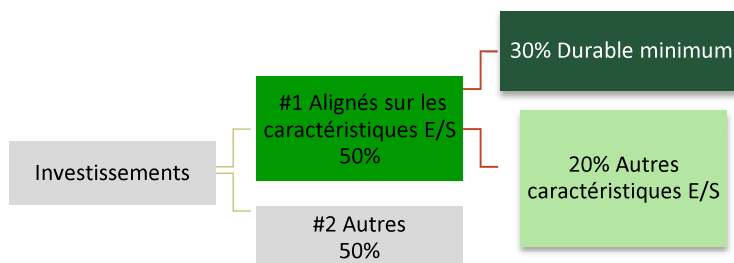 Investissements
#1 Alignés sur les
caractéristiques E/S
50%
30% Durable minimum
20% Autres
caractéristiques E/S
#2 Autres
50%